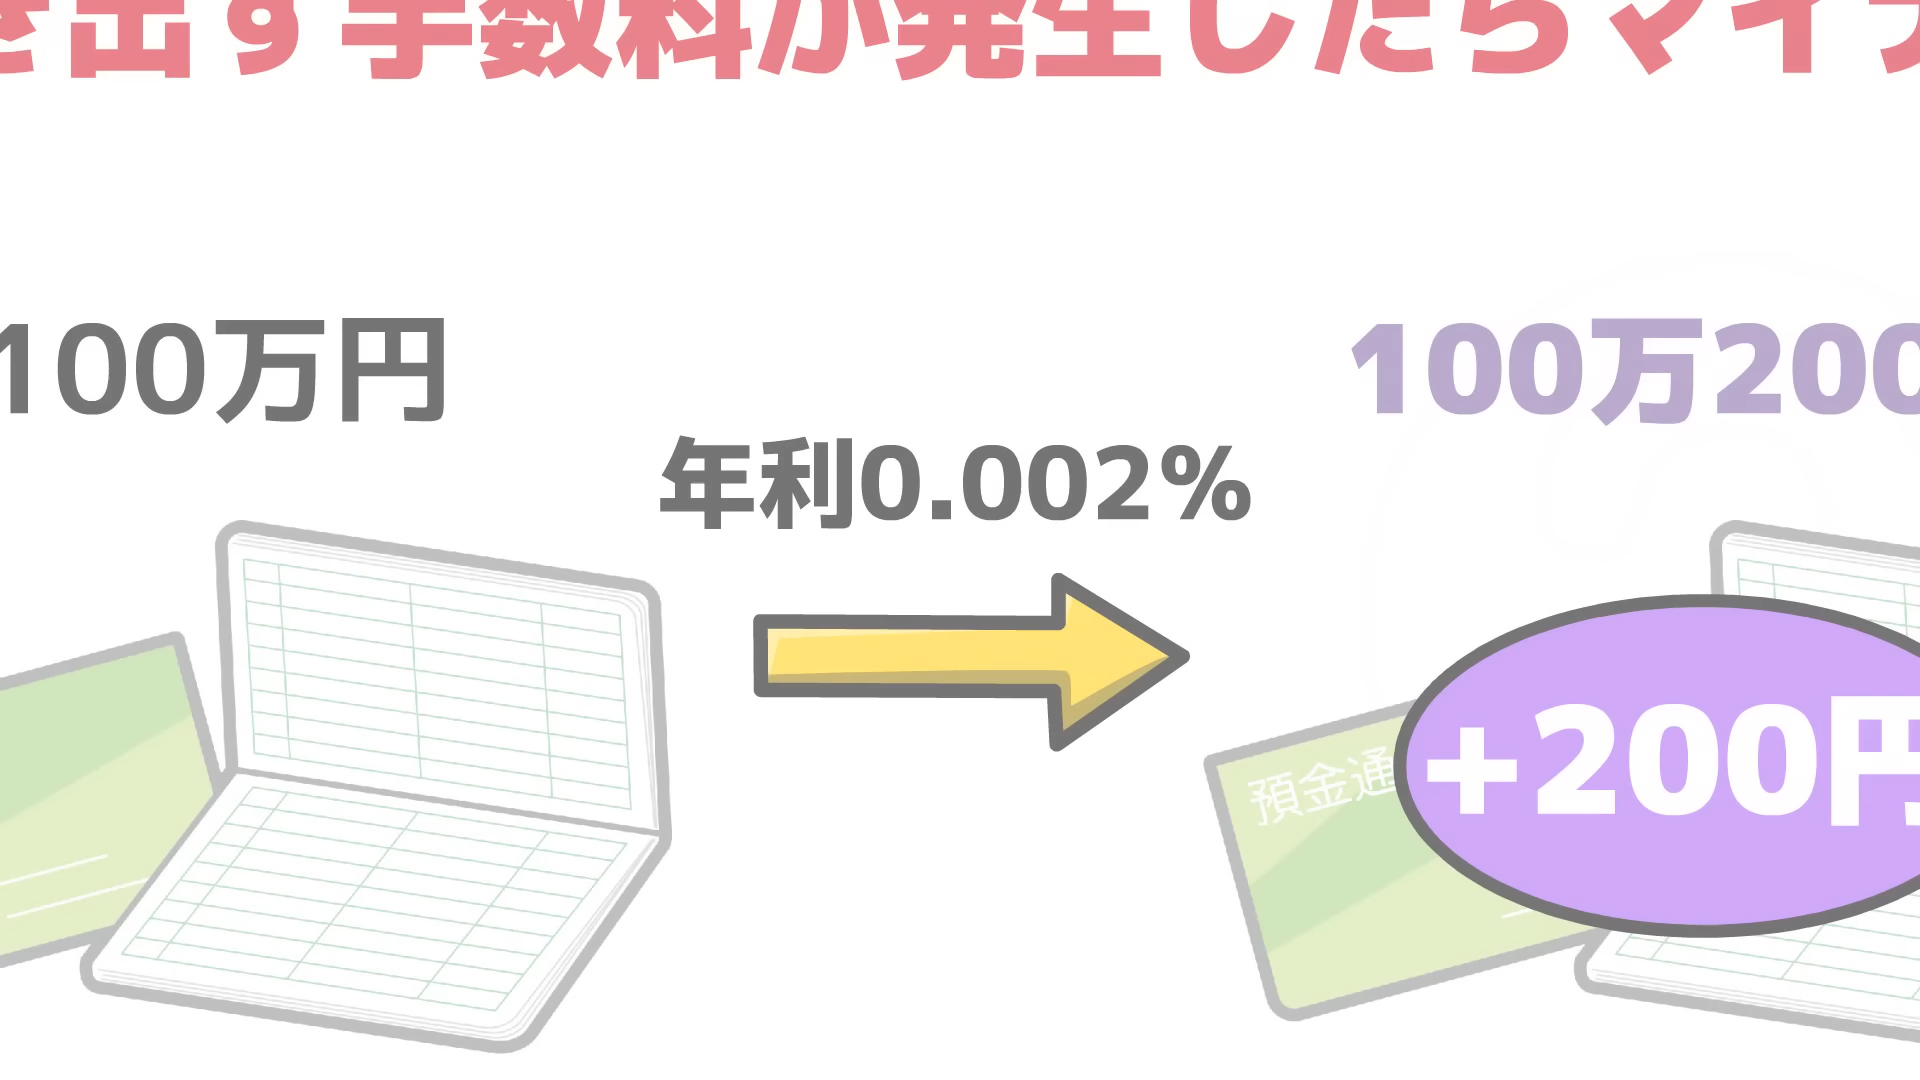 を出す手数料が発生したらマイナ
100万円
100万200
年利0.002%
+200円
預金通